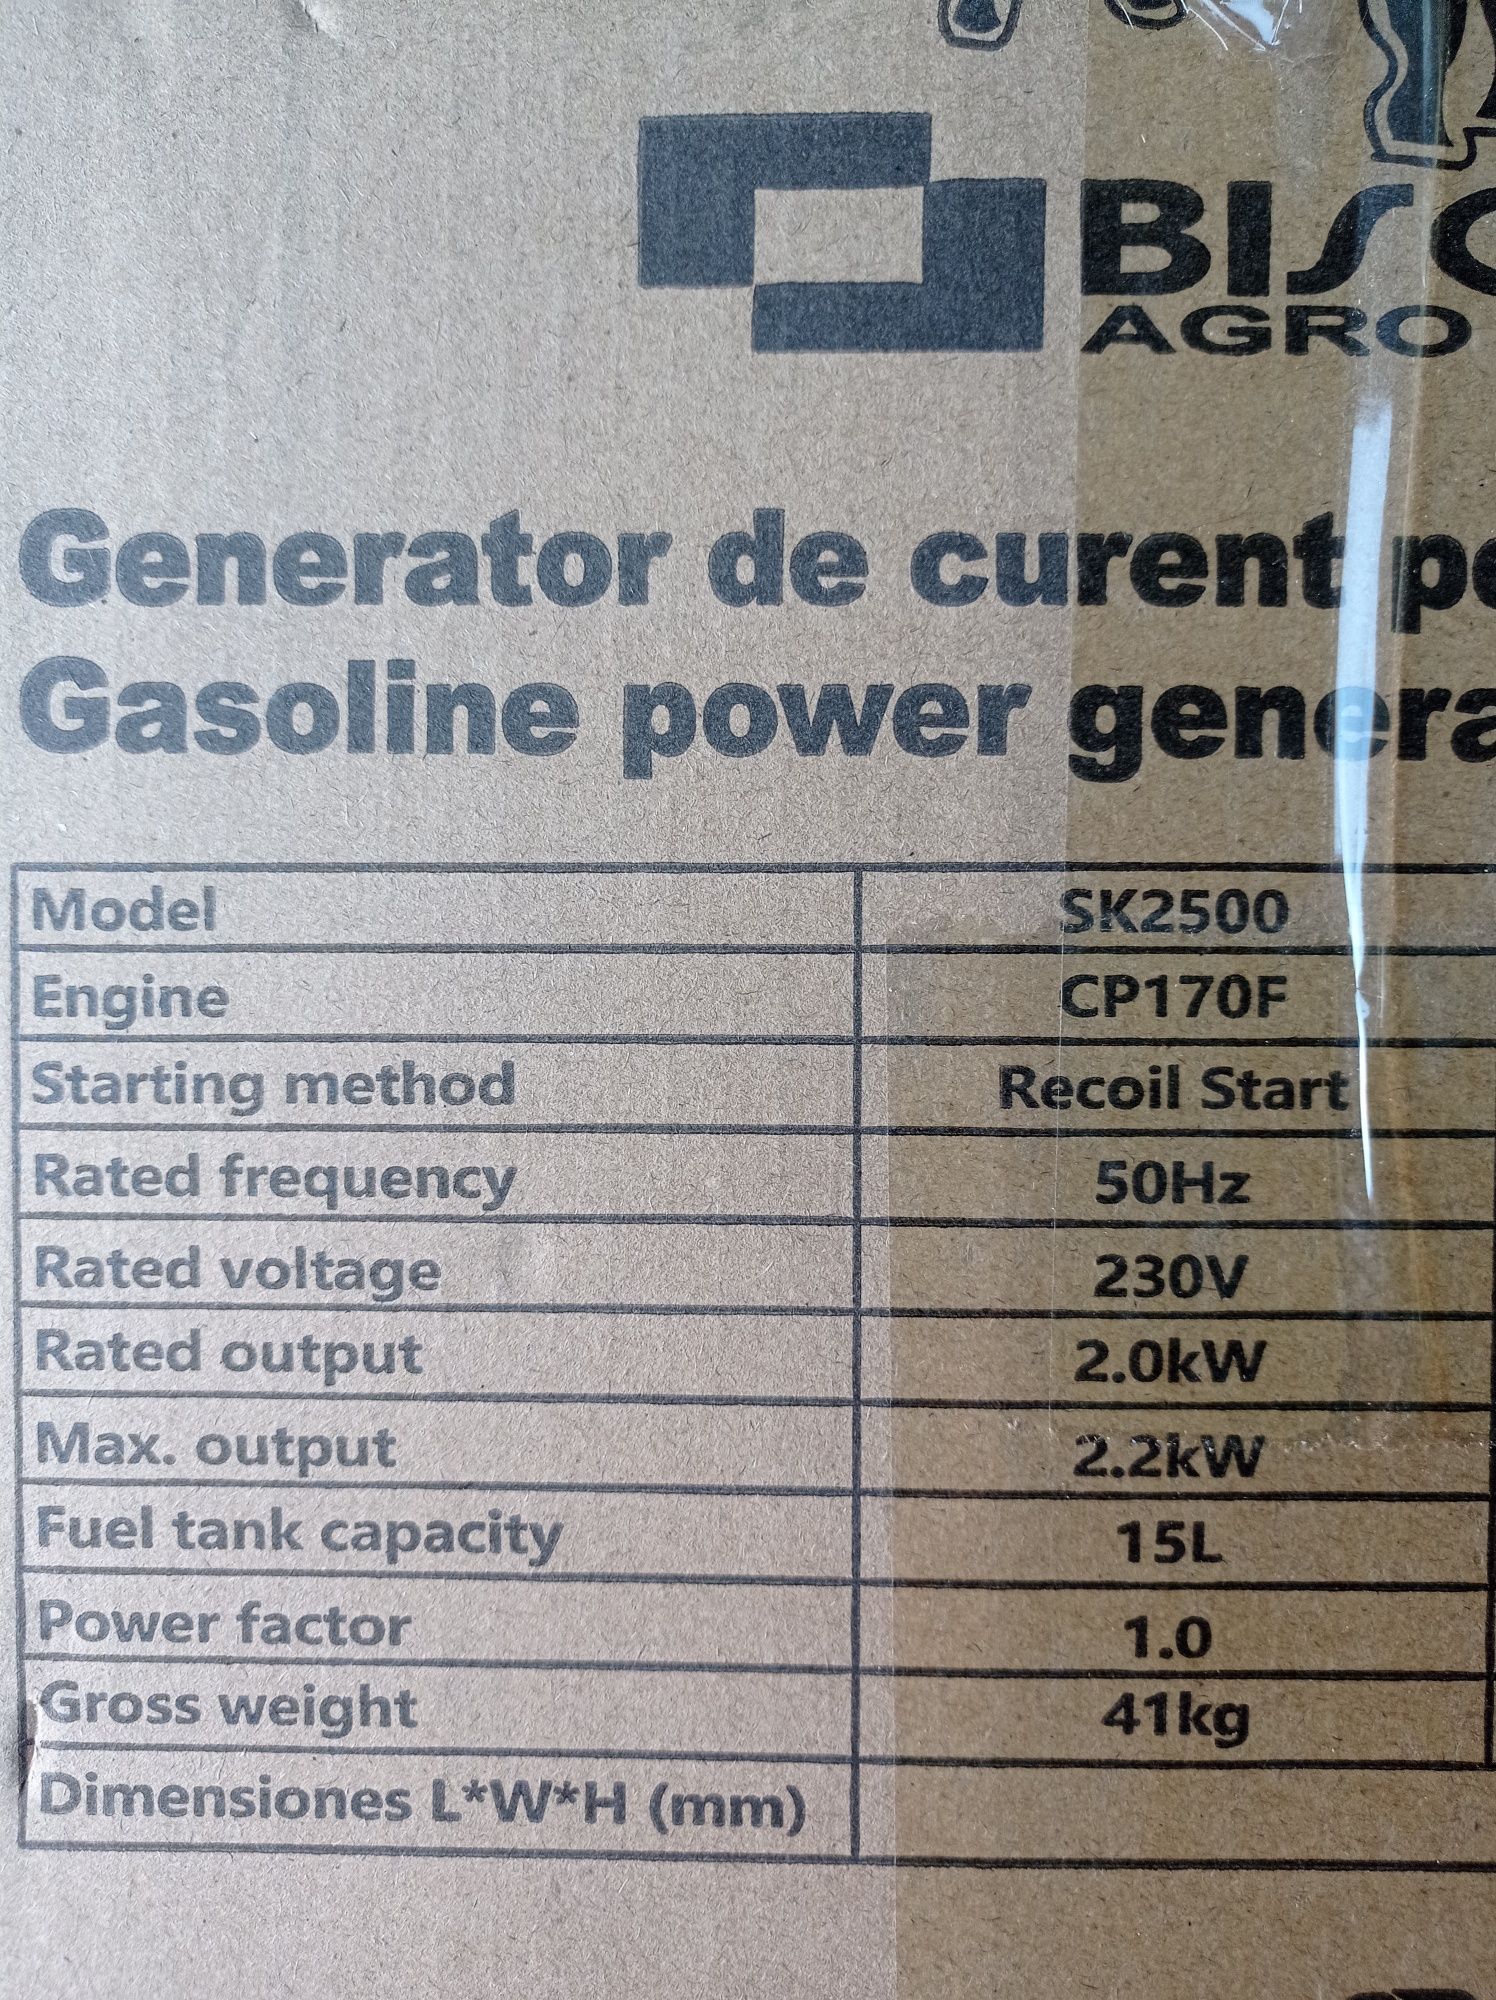 AGRO
Generator de curent
Gasoline power
Model SK2500
Engine CP170F
Starting method Recoil Start
Rated frequency 50Hz
Rated voltage 230V
Rated output 2.0kW
Max. output 2.2kW
Fuel tank capacity 15L
Power factor 1.0
Gross weight 41kg
Dimensiones L*W*H (mm)